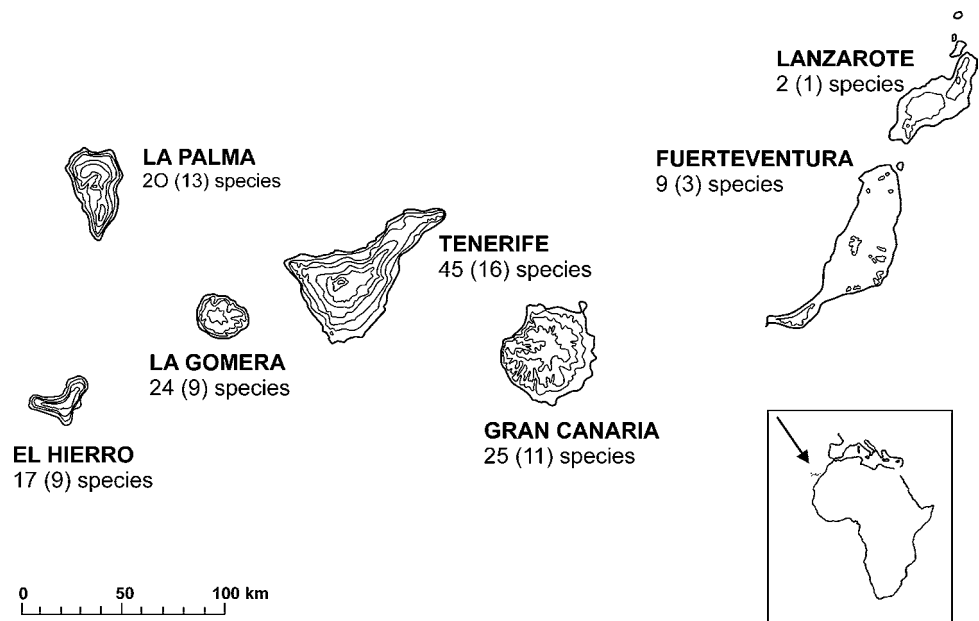 LANZAROTE
2 (1) species
LA PALMA
2O (13) species
FUERTEVENTURA
9 (3) species
TENERIFE
45 (16) species
LA GOMERA
24 (9) species
GRAN CANARIA
25 (11) species
EL HIERRO
17 (9) species
0 50 100 km